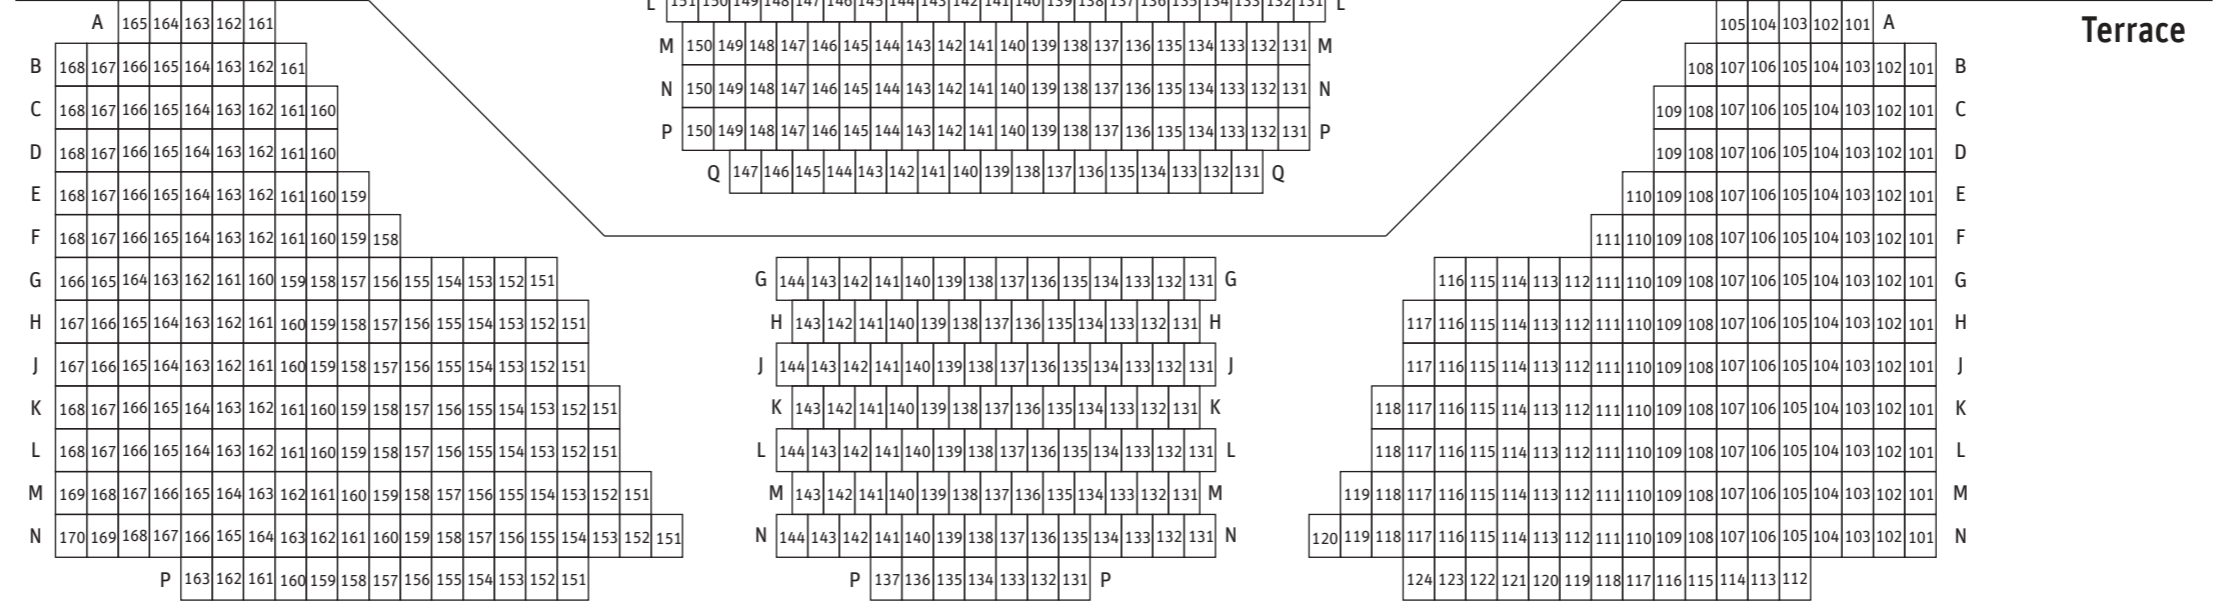 L 151 150 149 148 147 146 145 144 143 142 141 140 139 138 137 136 135 134 133 132 131 L
A 165 164 163 162 161
105 104 103 102 101 A
Terrace
M 150 149 148 147 146 145 144 143 142 141 140 139 138 137 136 135 134 133 132 131 M
B 168 167 166 165 164 163 162 161
108 107 106 105 104 103 102 101 B
N 150 149 148 147 146 145 144 143 142 141 140 139 138 137 136 135 134 133 132 131 N
C 168 167 166 165 164 163 162 161 160
109 108 107 106 105 104 103 102 101 C
P 150 149 148 147 146 145 144 143 142 141 140 139 138 137 136 135 134 133 132 131 P
D 168 167 166 165 164 163 162 161 160
109 108 107 106 105 104 103 102 101 D
Q 147 146 145 144 143 142 141 140 139 138 137 136 135 134 133 132 131 Q
E 168 167 166 165 164 163 162 161 160 159
110 109 108 107 106 105 104 103 102 101 E
F 168 167 166 165 164 163 162 161 160 159 158
111 110 109 108 107 106 105 104 103 102 101 F
G 166 165 164 163 162 161 160 159 158 157 156 155 154 153 152 151
G 144 143 142 141 140 139 138 137 136 135 134 133 132 131 G
116 115 114 113 112 111 110 109 108 107 106 105 104 103 102 101 G
H 167 166 165 164 163 162 161 160 159 158 157 156 155 154 153 152 151
H 143 142 141 140 139 138 137 136 135 134 133 132 131 H
117 116 115 114 113 112 111 110 109 108 107 106 105 104 103 102 101 H
J 167 166 165 164 163 162 161 160 159 158 157 156 155 154 153 152 151
J 144 143 142 141 140 139 138 137 136 135 134 133 132 131 J
117 116 115 114 113 112 111 110 109 108 107 106 105 104 103 102 101 J
K 168 167 166 165 164 163 162 161 160 159 158 157 156 155 154 153 152 151
K 143 142 141 140 139 138 137 136 135 134 133 132 131 K
118 117 116 115 114 113 112 111 110 109 108 107 106 105 104 103 102 101 K
L 168 167 166 165 164 163 162 161 160 159 158 157 156 155 154 153 152 151
L 144 143 142 141 140 139 138 137 136 135 134 133 132 131 L
118 117 116 115 114 113 112 111 110 109 108 107 106 105 104 103 102 101 L
M 169 168 167 166 165 164 163 162 161 160 159 158 157 156 155 154 153 152 151
M 143 142 141 140 139 138 137 136 135 134 133 132 131 M
119 118 117 116 115 114 113 112 111 110 109 108 107 106 105 104 103 102 101 M
N 170 169 168 167 166 165 164 163 162 161 160 159 158 157 156 155 154 153 152 151
N 144 143 142 141 140 139 138 137 136 135 134 133 132 131 N
120 119 118 117 116 115 114 113 112 111 110 109 108 107 106 105 104 103 102 101 N
P 163 162 161 160 159 158 157 156 155 154 153 152 151
P 137 136 135 134 133 132 131 P
124 123 122 121 120 119 118 117 116 115 114 113 112